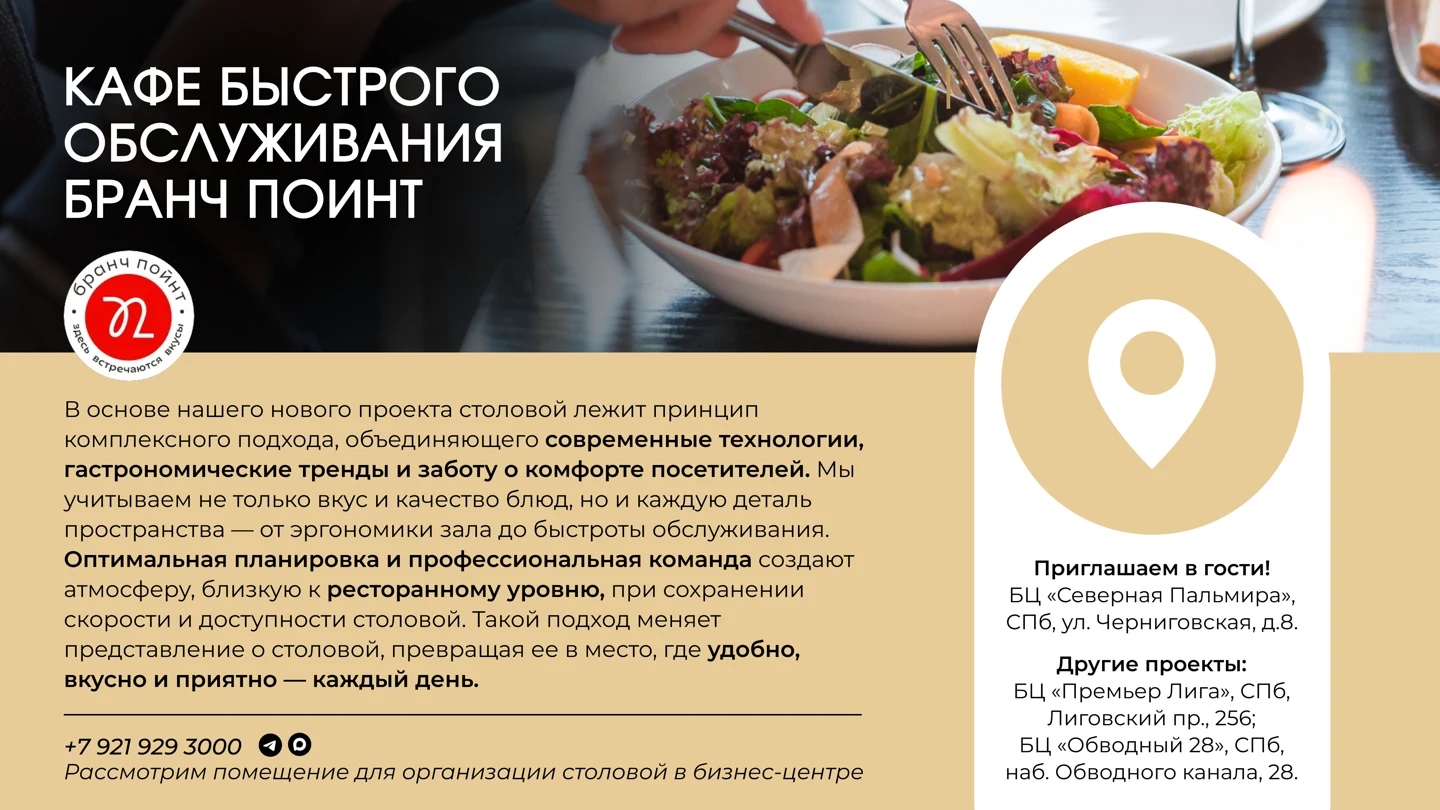 КАФЕ БЫСТРОГО
ОБСЛУЖИВАНИЯ
БРАНЧ ПОИНТ
бранч пойнт
здесь встречаются вкусы
В основе нашего нового проекта столовой лежит принцип
комплексного подхода, объединяющего современные технологии,
гастрономические тренды и заботу о комфорте посетителей. Мы
учитываем не только вкус и качество блюд, но и каждую деталь
пространства — от эргономики зала до быстроты обслуживания.
Оптимальная планировка и профессиональная команда создают
атмосферу, близкую к ресторанному уровню, при сохранении
скорости и доступности столовой. Такой подход меняет
представление о столовой, превращая ее в место, где удобно,
вкусно и приятно — каждый день.
+7 921 929 3000
Рассмотрим помещение для организации столовой в бизнес-центре
Приглашаем в гости!
БЦ «Северная Пальмира»,
СПб, ул. Черниговская, д.8.
Другие проекты:
БЦ «Премьер Лига», СПб,
Лиговский пр., 256;
БЦ «Обводный 28», СПб,
наб. Обводного канала, 28.